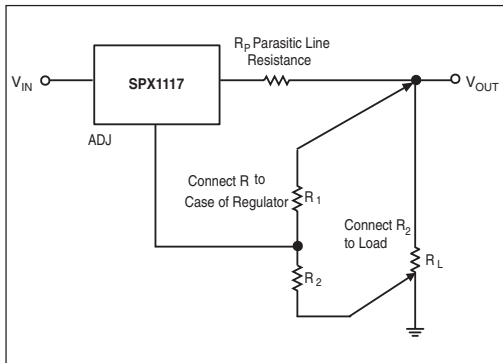 R_P Parasitic Line
Resistance
V_IN
SPX1117
V_OUT
ADJ
Connect R to
Case of Regulator
R_1
Connect R_2
to Load
R_2
R_L